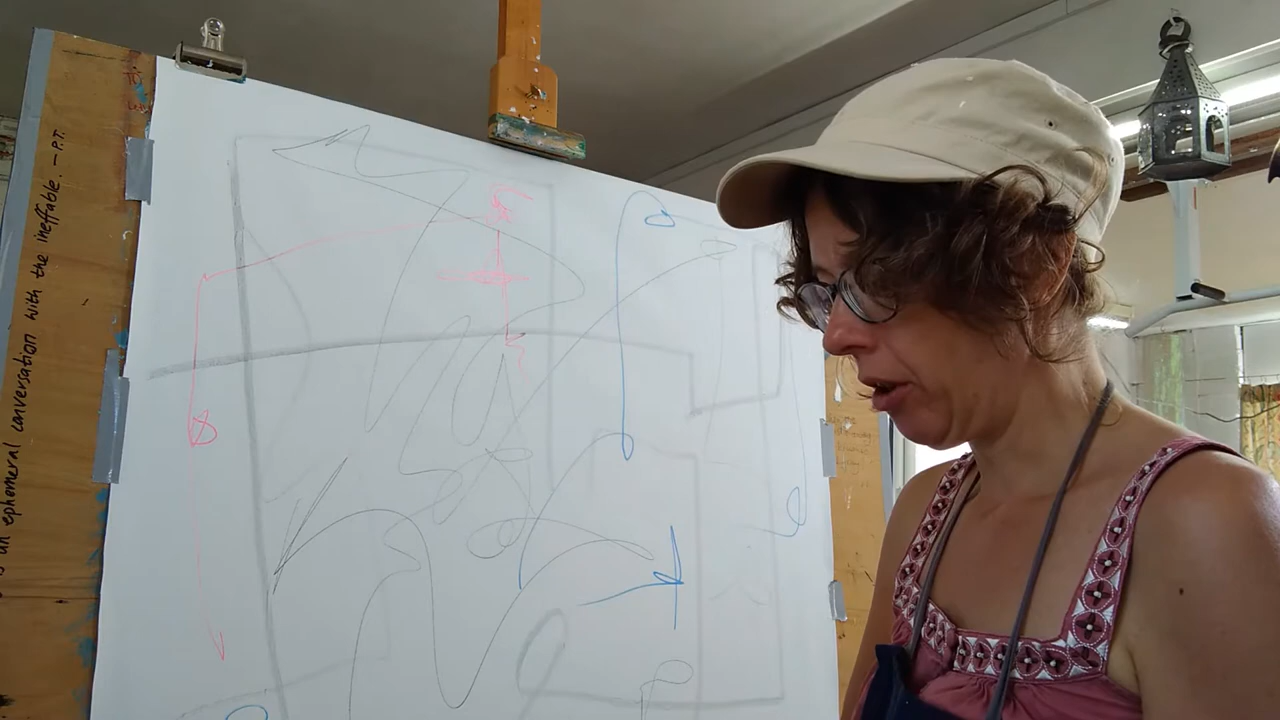 an ephemeral conversation with the ineffable. — P.T.